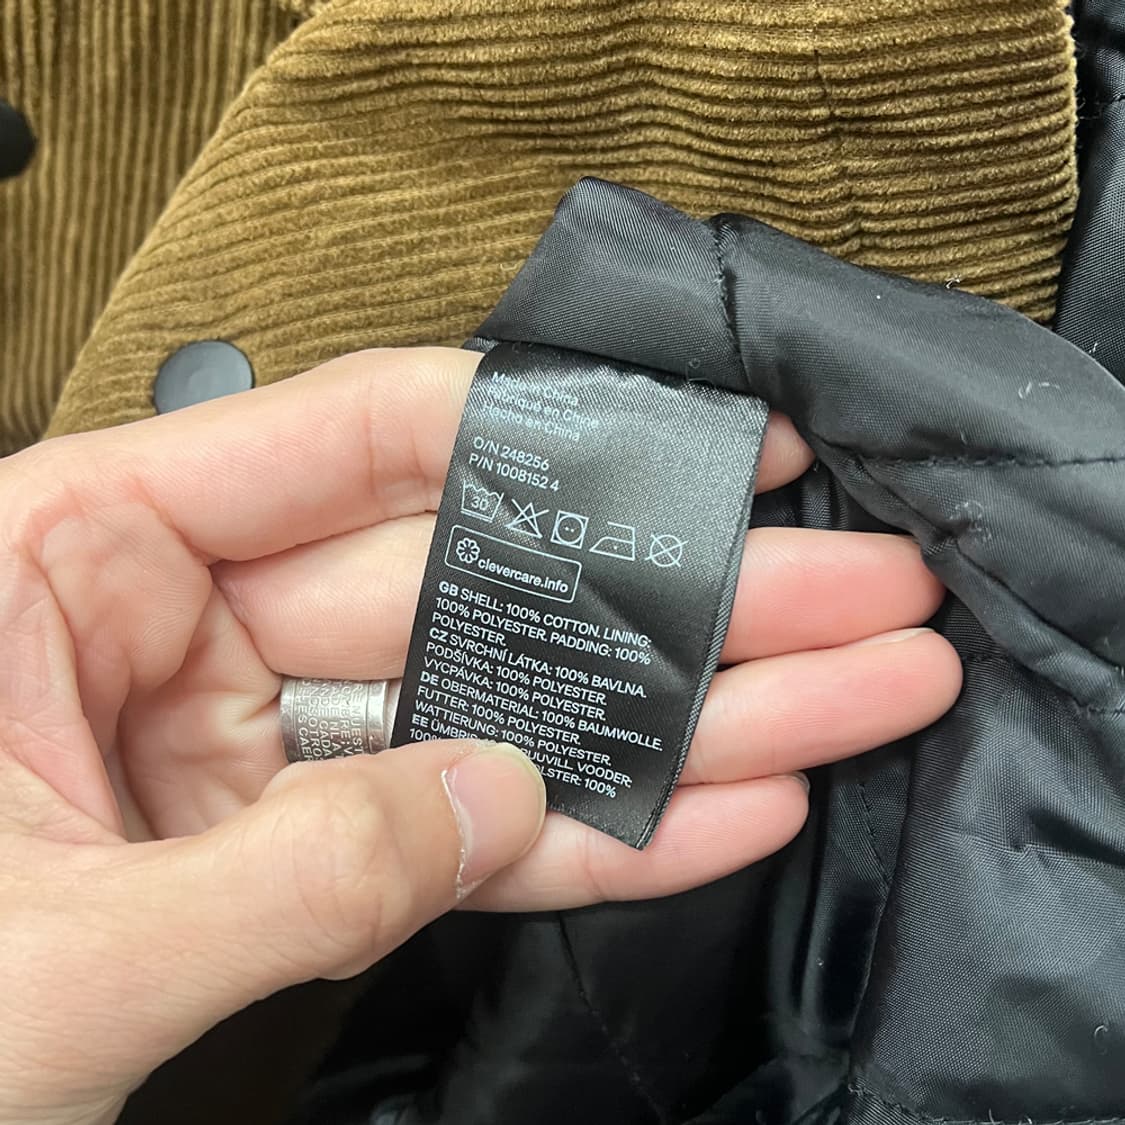 Made in China
Fabriqué en Chine
Hecho en China
O/N 248256
P/N 1008152 4
30
clevercare.info
GB SHELL: 100% COTTON. LINING:
100% POLYESTER. PADDING: 100%
POLYESTER.
CZ SVRCHNÍ LÁTKA: 100% BAVLNA.
PODŠÍVKA: 100% POLYESTER.
VYCPÁVKA: 100% POLYESTER.
DE OBERMATERIAL: 100% BAUMWOLLE.
FUTTER: 100% POLYESTER.
WATTIERUNG: 100% POLYESTER.
EE VOODER:
100%